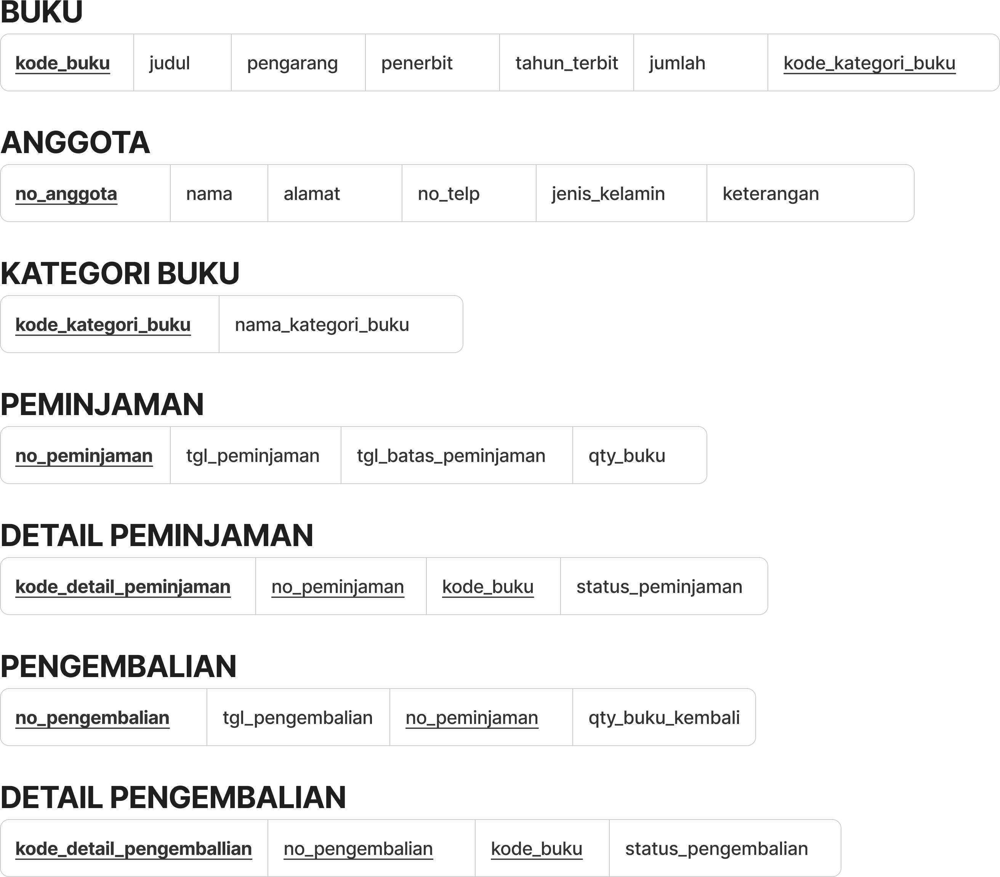 BUKU
kode_buku judul pengarang penerbit tahun_terbit jumlah kode_kategori_buku
ANGGOTA
no_anggota nama alamat no_telp jenis_kelamin keterangan
KATEGORI BUKU
kode_kategori_buku nama_kategori_buku
PEMINJAMAN
no_peminjaman tgl_peminjaman tgl_batas_peminjaman qty_buku
DETAIL PEMINJAMAN
kode_detail_peminjaman no_peminjaman kode_buku status_peminjaman
PENGEMBALIAN
no_pengembalian tgl_pengembalian no_peminjaman qty_buku_kembali
DETAIL PENGEMBALIAN
kode_detail_pengemballian no_pengembalian kode_buku status_pengembalian